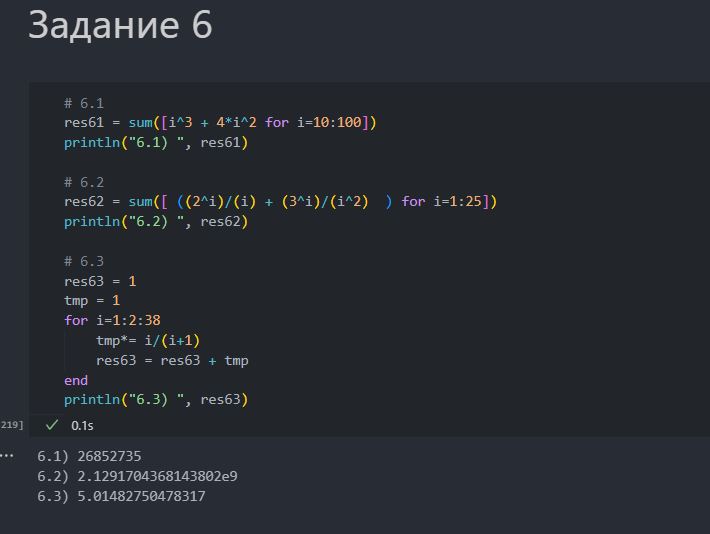 Задание 6
# 6.1
res61 = sum([i^3 + 4*i^2 for i=10:100])
println("6.1) ", res61)
# 6.2
res62 = sum([ ((2^i)/(i) + (3^i)/(i^2)  ) for i=1:25])
println("6.2) ", res62)
# 6.3
res63 = 1
tmp = 1
for i=1:2:38
    tmp*= i/(i+1)
    res63 = res63 + tmp
end
println("6.3) ", res63)
219] ✓ 0.1s
... 6.1) 26852735
6.2) 2.1291704368143802e9
6.3) 5.01482750478317